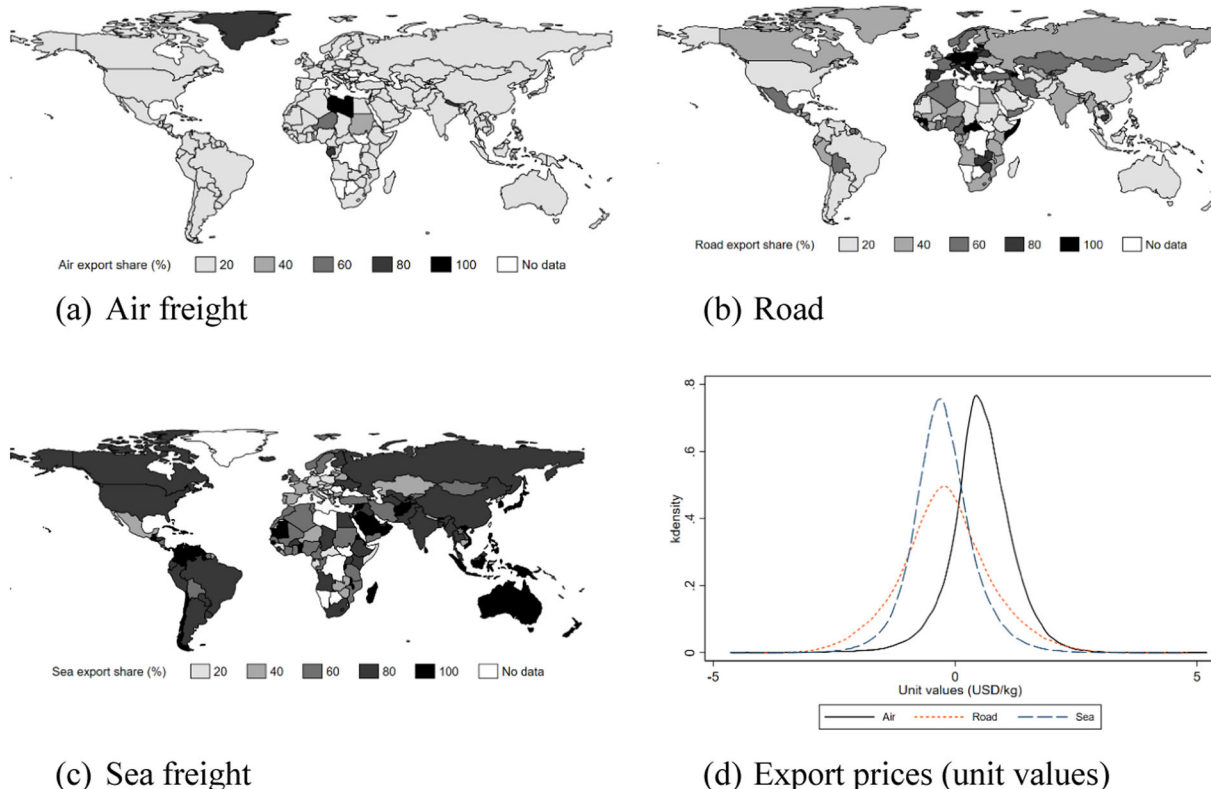 Air export share (%) 20 40 60 80 100 No data
(a) Air freight
Road export share (%) 20 40 60 80 100 No data
(b) Road
Sea export share (%) 20 40 60 80 100 No data
(c) Sea freight
.8
.6
.4
.2
0
kdensity
-5 0 5
Unit values (USD/kg)
Air Road Sea
(d) Export prices (unit values)